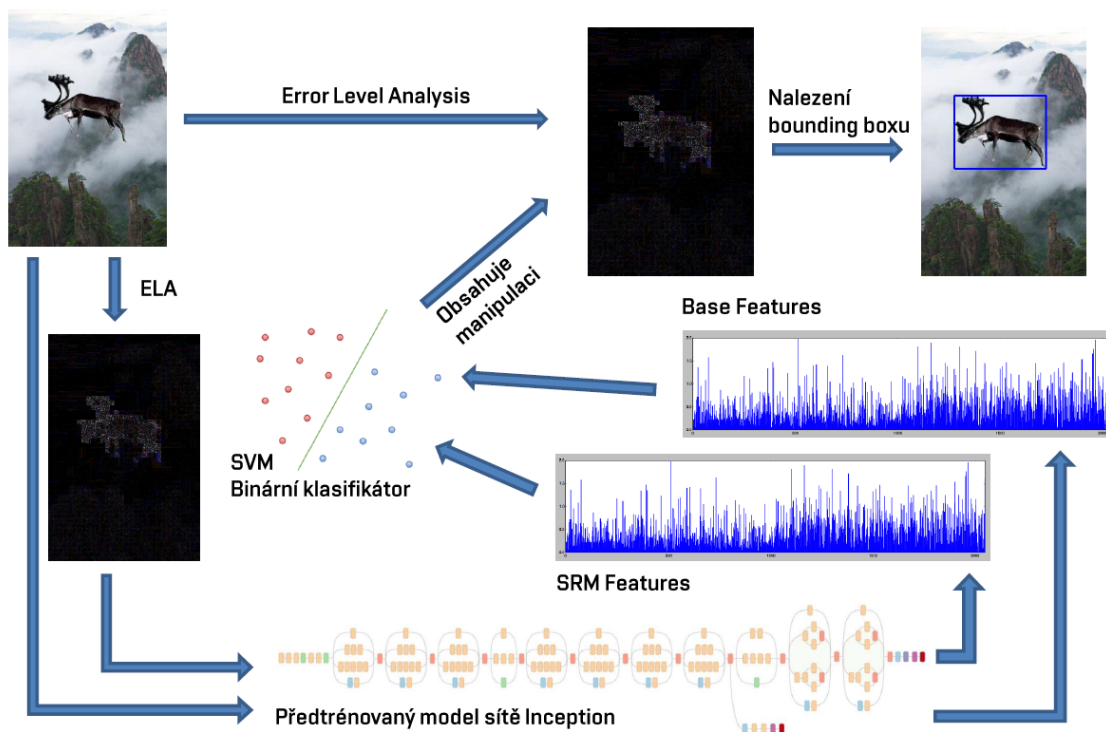 Error Level Analysis
Nalezení
bounding boxu
ELA
Obsahuje
manipulaci
Base Features
SVM
Binární klasifikátor
SRM Features
Předtrénovaný model sítě Inception